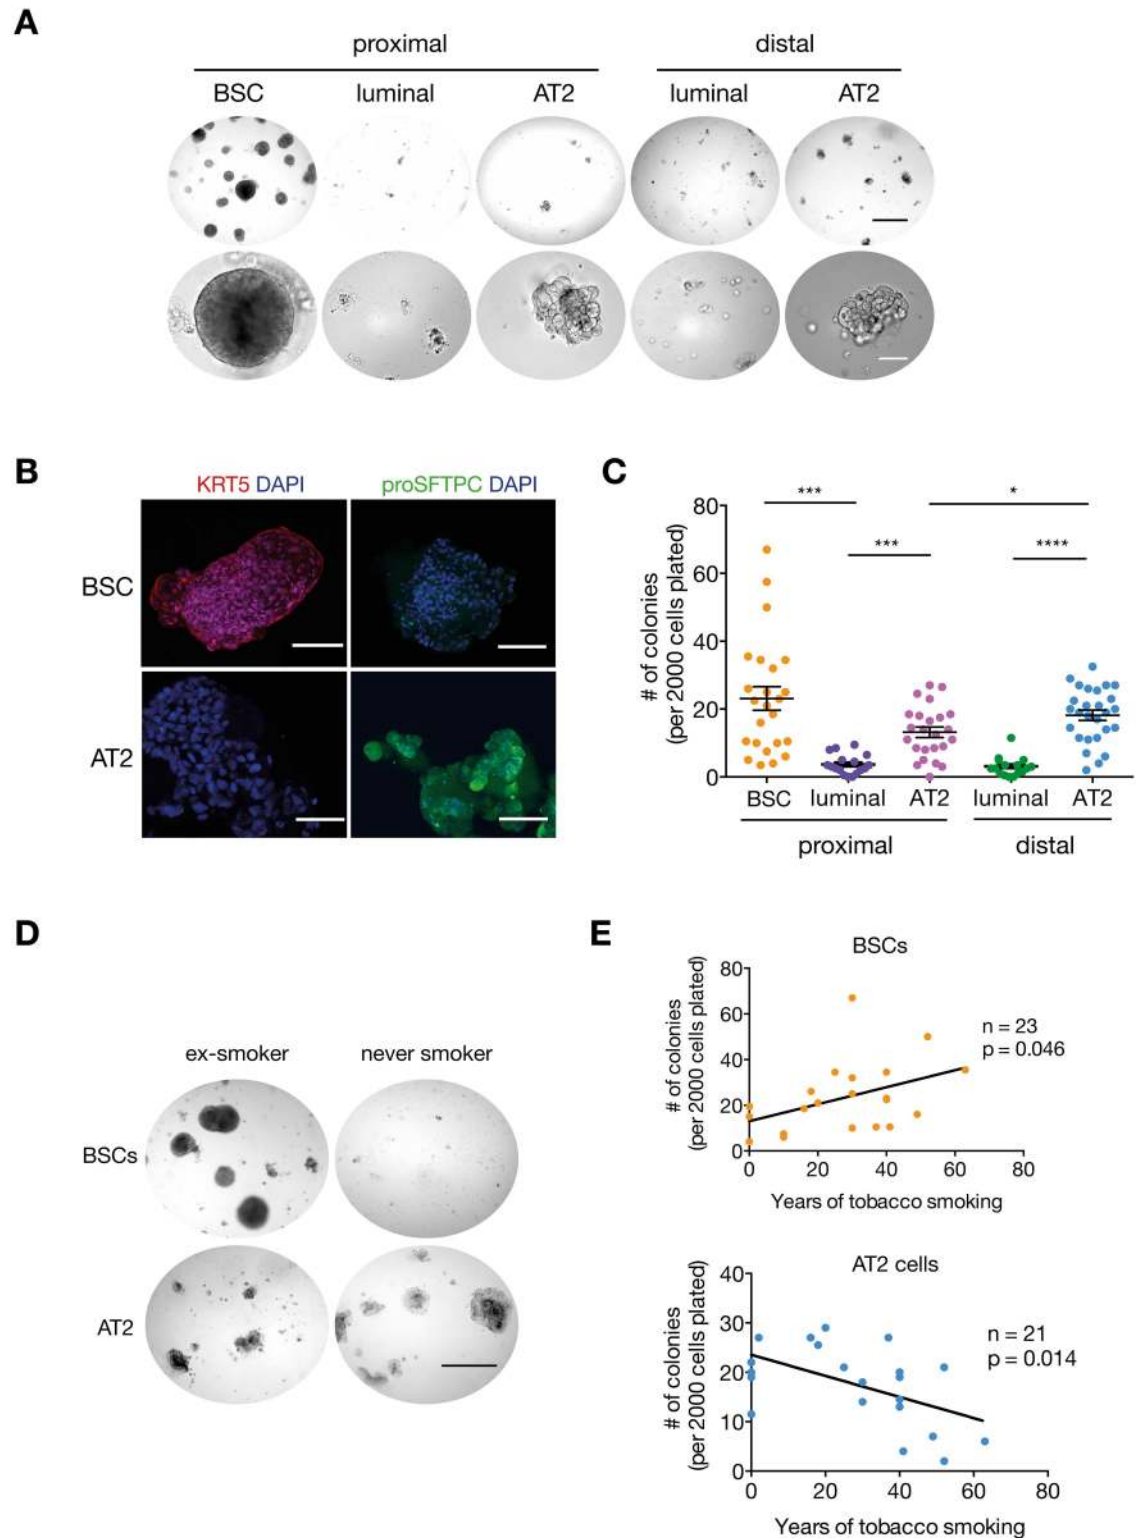 A
proximal distal
BSC luminal AT2 luminal AT2
B
KRT5 DAPI proSFTPC DAPI
BSC
AT2
C
# of colonies
(per 2000 cells plated)
80
60
40
20
0
*** *
*** ****
BSC luminal AT2 luminal AT2
proximal distal
D
ex-smoker never smoker
BSCs
AT2
E
BSCs
# of colonies
(per 2000 cells plated)
80
60
40
20
0
n = 23
p = 0.046
0 20 40 60 80
Years of tobacco smoking
AT2 cells
# of colonies
(per 2000 cells plated)
40
30
20
10
0
n = 21
p = 0.014
0 20 40 60 80
Years of tobacco smoking